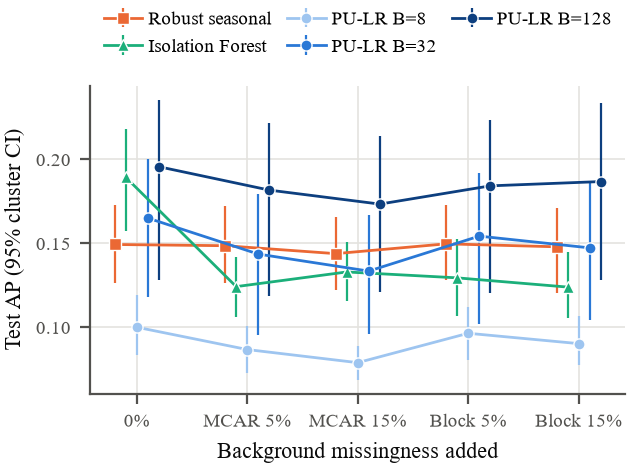 Robust seasonal PU-LR B=8 PU-LR B=128
Isolation Forest PU-LR B=32
Test AP (95% cluster CI)
0.20
0.15
0.10
0% MCAR 5% MCAR 15% Block 5% Block 15%
Background missingness added